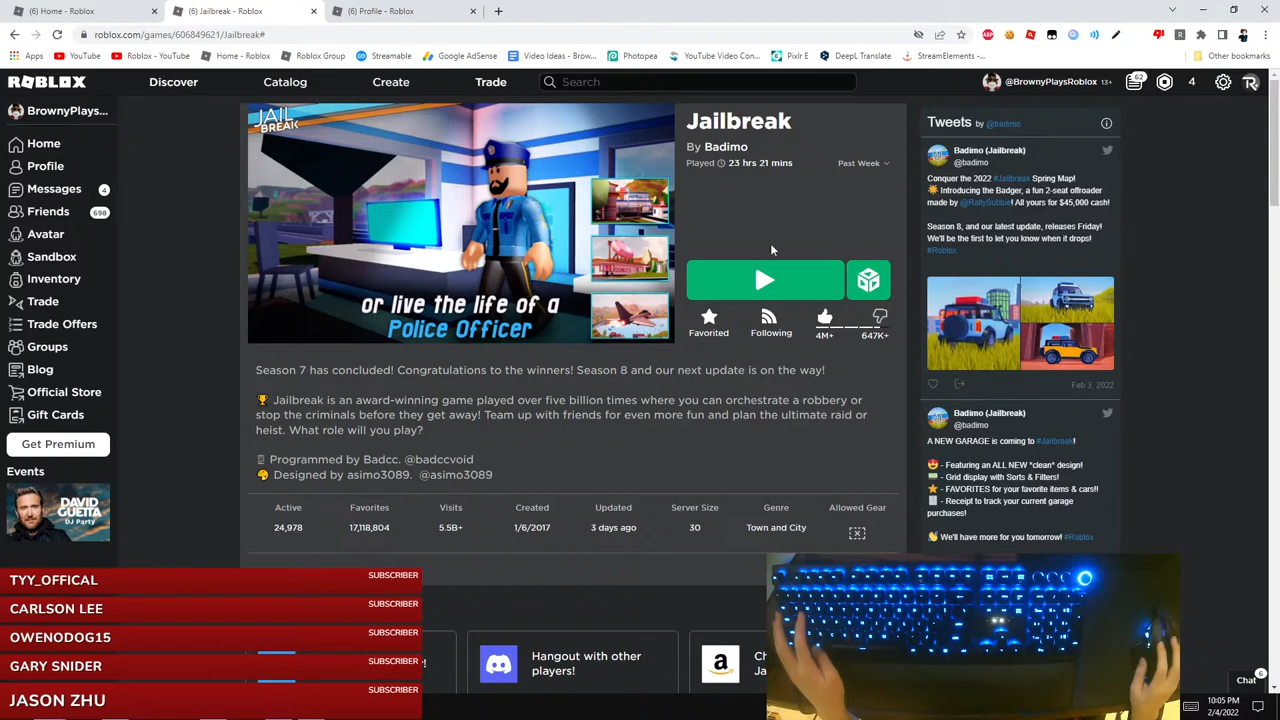 (6) Home - Roblox
(6) Jailbreak - Roblox
(6) Profile - Roblox
roblox.com/games/606849621/Jailbreak#
Apps
YouTube
Roblox - YouTube
Home - Roblox
Roblox Group
Streamable
Google AdSense
Video Ideas - Brow...
Photopea
YouTube Video Con...
Pixlr E
DeepL Translate
StreamElements -...
Other bookmarks
ROBLOX
Discover
Catalog
Create
Trade
Search
@BrownyPlaysRoblox 13+
62
4
BrownyPlays...
Home
Profile
Messages 4
Friends 698
Avatar
Sandbox
Inventory
Trade
Trade Offers
Groups
Blog
Official Store
Gift Cards
Get Premium
Events
DAVID
GUETTA
DJ PARTY
JAIL
BREAK
or live the life of a
Police Officer
Jailbreak
By Badimo
Played 23 hrs 21 mins
Past Week
Favorited
Following
4M+
647K+
Season 7 has concluded! Congratulations to the winners! Season 8 and our next update is on the way!
🏆 Jailbreak is an award-winning game played over five billion times where you can orchestrate a robbery or
stop the criminals before they get away! Team up with friends for even more fun and plan the ultimate raid or
heist. What role will you play?
Programmed by Badcc. @badccvoid
Designed by asimo3089. @asimo3089
Active
Favorites
Visits
Created
Updated
Server Size
Genre
Allowed Gear
24,978
17,118,804
5.5B+
1/6/2017
3 days ago
30
Town and City
Tweets by @badimo
Badimo (Jailbreak)
@badimo
Conquer the 2022 #Jailbreak Spring Map!
Introducing the Badger, a fun 2-seat offroader
made by @RallySubbie! All yours for $45,000 cash!
Season 8, and our latest update, releases Friday!
We'll be the first to let you know when it drops!
#Roblox
Feb 3, 2022
Badimo (Jailbreak)
@badimo
A NEW GARAGE is coming to #Jailbreak!
- Featuring an ALL NEW *clean* design!
- Grid display with Sorts & Filters!
- FAVORITES for your favorite items & cars!!
- Receipt to track your current garage
purchases!
We'll have more for you tomorrow! #Roblox
TYY_OFFICAL SUBSCRIBER
CARLSON LEE SUBSCRIBER
OWENODOG15 SUBSCRIBER
GARY SNIDER SUBSCRIBER
JASON ZHU SUBSCRIBER
Hangout with other
players!
Chat 6
10:05 PM
2/4/2022